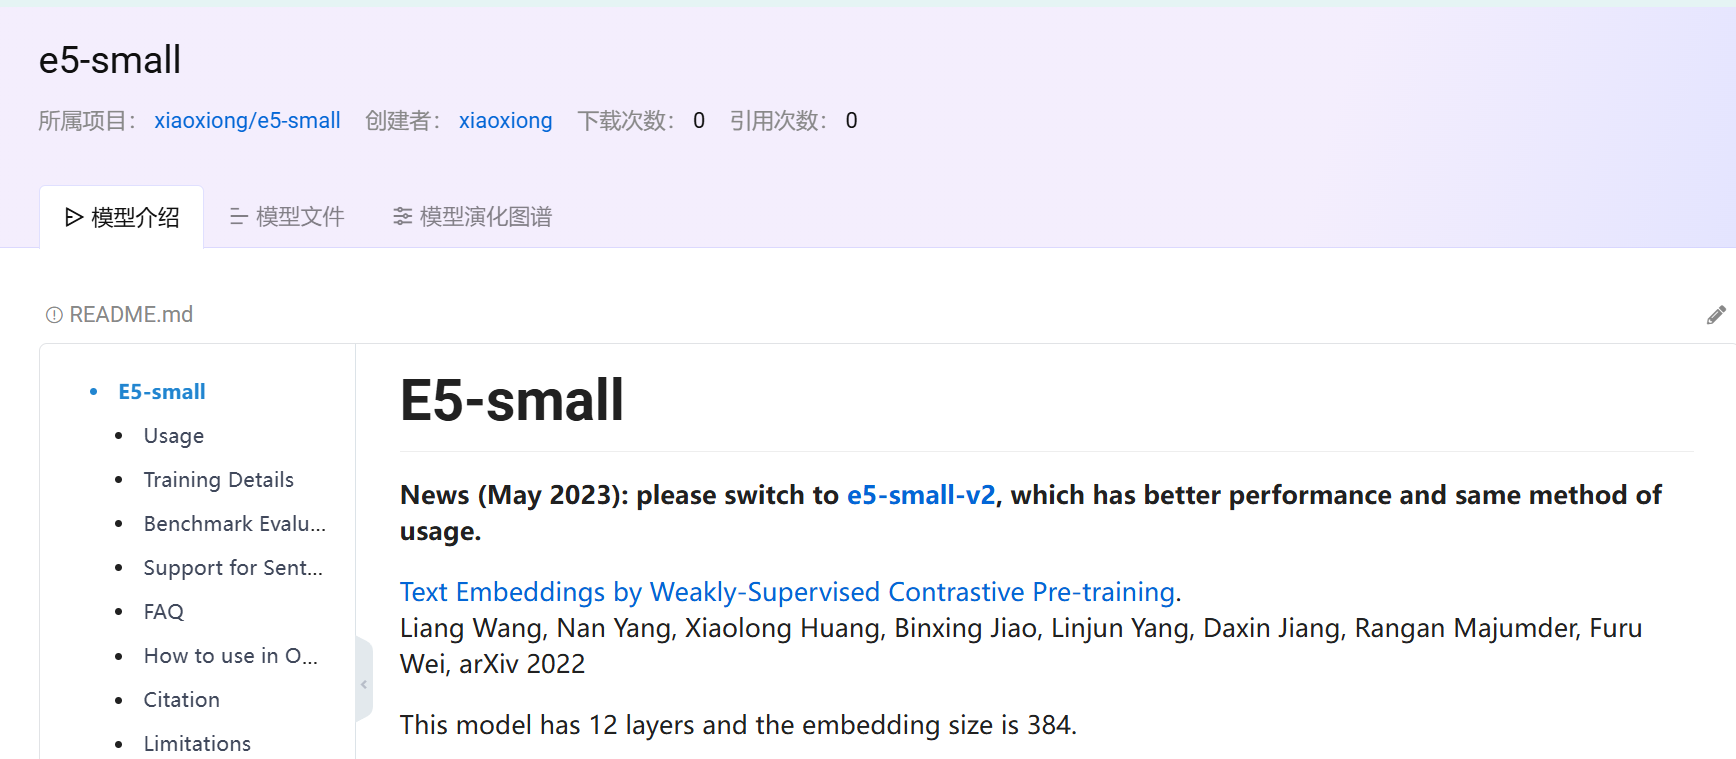 e5-small
所属项目： xiaoxiong/e5-small 创建者： xiaoxiong 下载次数： 0 引用次数： 0
模型介绍 模型文件 模型演化图谱
README.md
E5-small
Usage
Training Details
Benchmark Evalu...
Support for Sent...
FAQ
How to use in O...
Citation
Limitations
E5-small
News (May 2023): please switch to e5-small-v2, which has better performance and same method of
usage.
Text Embeddings by Weakly-Supervised Contrastive Pre-training.
Liang Wang, Nan Yang, Xiaolong Huang, Binxing Jiao, Linjun Yang, Daxin Jiang, Rangan Majumder, Furu
Wei, arXiv 2022
This model has 12 layers and the embedding size is 384.